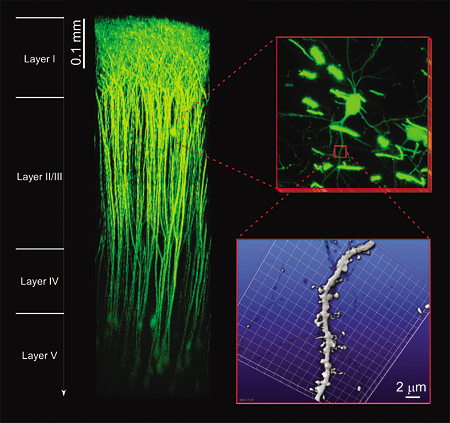 Layer I
0.1 mm
Layer II/III
Layer IV
Layer V
2 μm